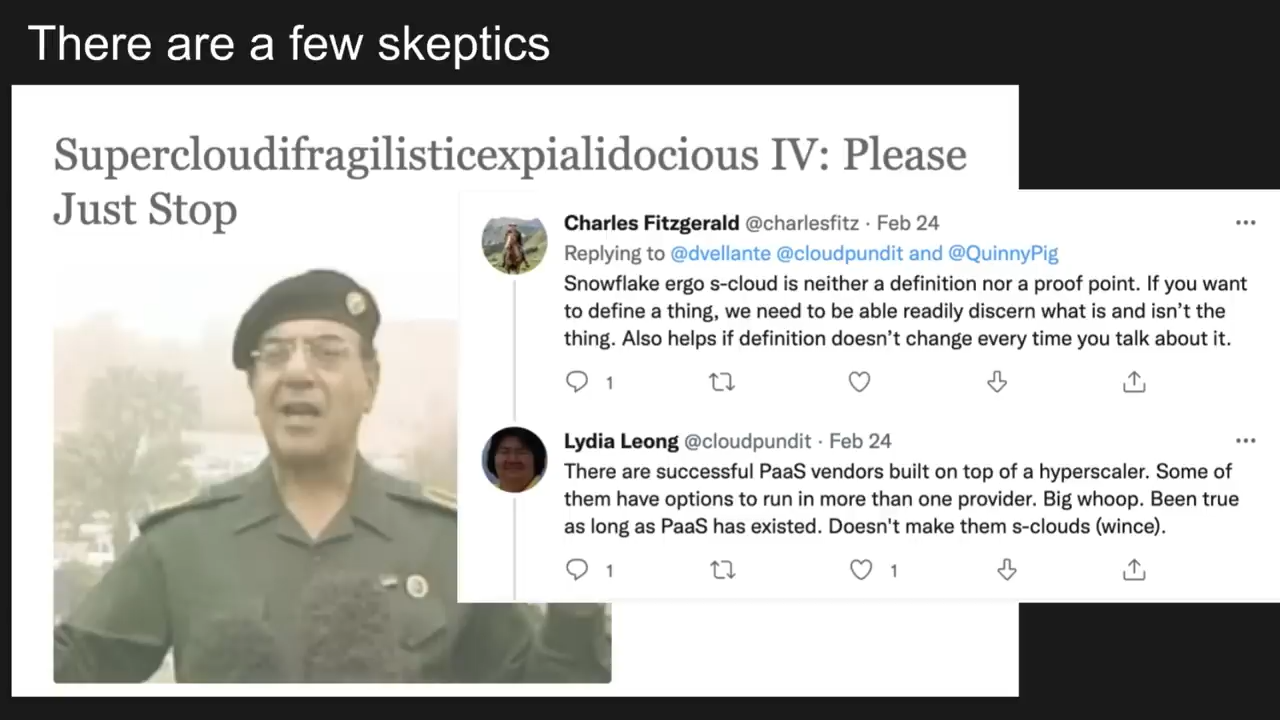 There are a few skeptics
Supercloudifragilisticexpialidocious IV: Please
Just Stop
Charles Fitzgerald @charlesfitz · Feb 24
Replying to @dvellante @cloudpundit and @QuinnyPig
Snowflake ergo s-cloud is neither a definition nor a proof point. If you want
to define a thing, we need to be able readily discern what is and isn’t the
thing. Also helps if definition doesn’t change every time you talk about it.
1
Lydia Leong @cloudpundit · Feb 24
There are successful PaaS vendors built on top of a hyperscaler. Some of
them have options to run in more than one provider. Big whoop. Been true
as long as PaaS has existed. Doesn't make them s-clouds (wince).
1 1